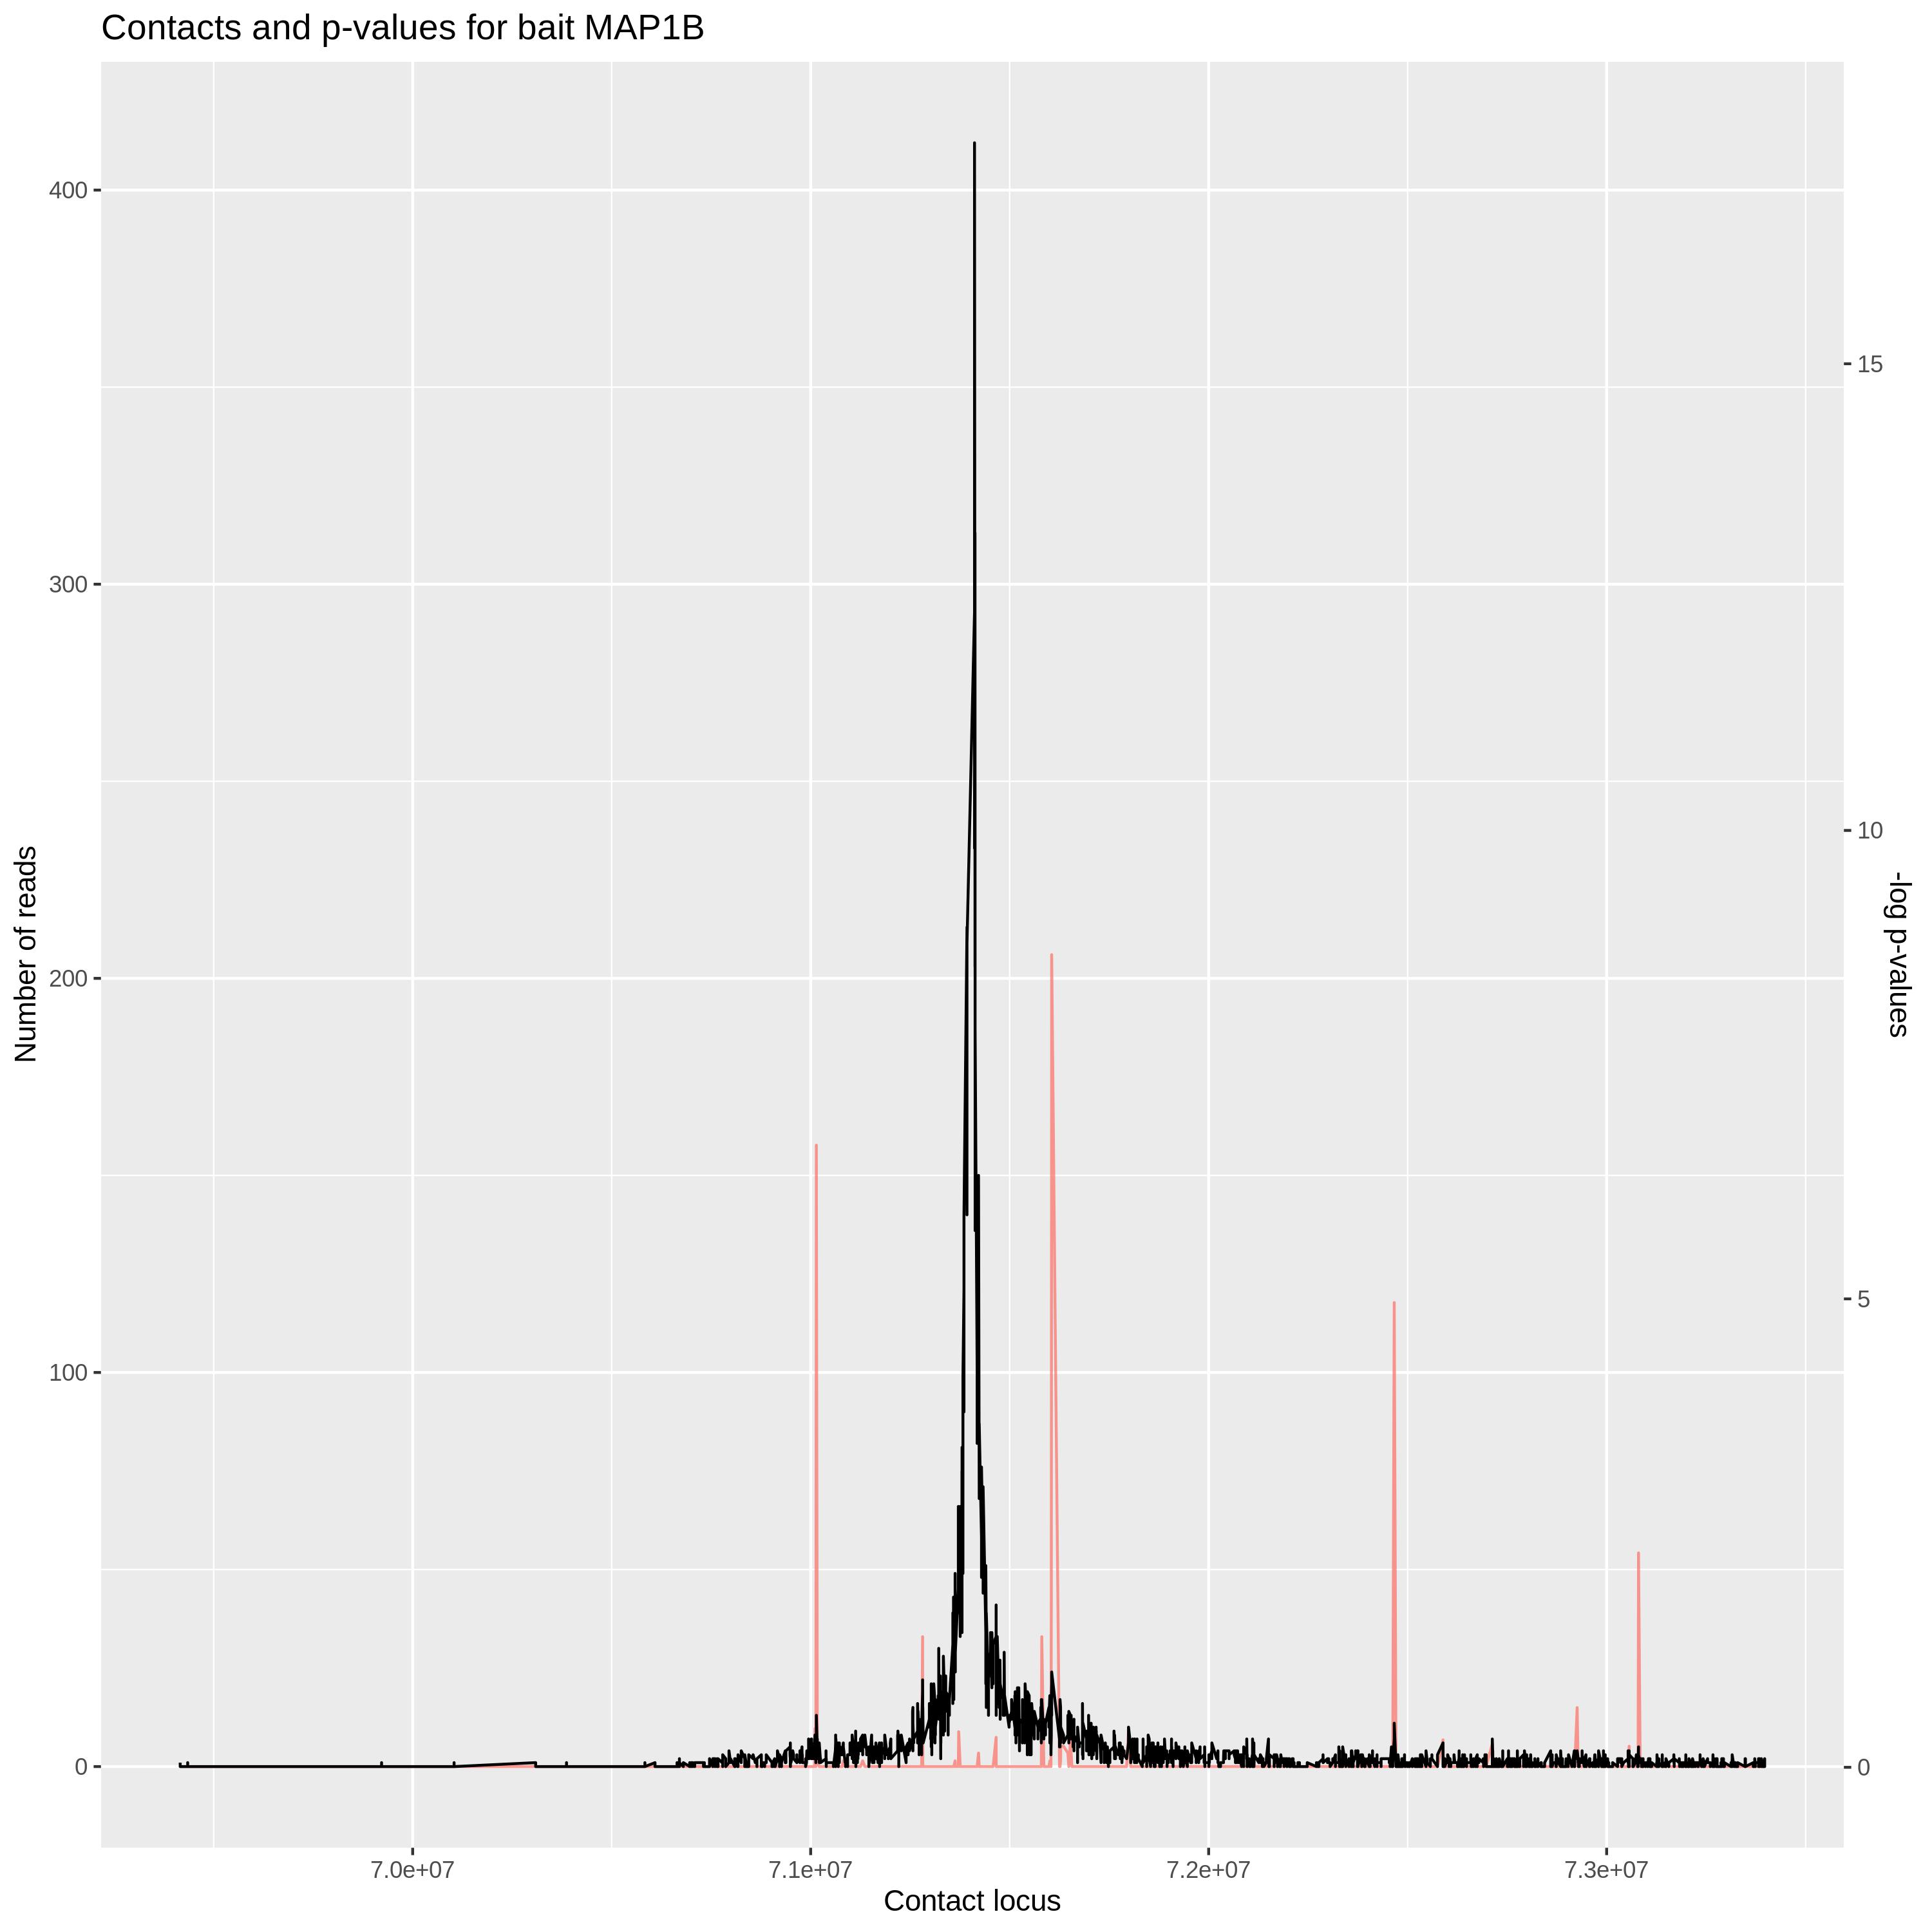 Contacts and p-values for bait MAP1B
Number of reads
400
300
200
100
0
15
10
5
0
-log p-values
7.0e+07
7.1e+07
7.2e+07
7.3e+07
Contact locus